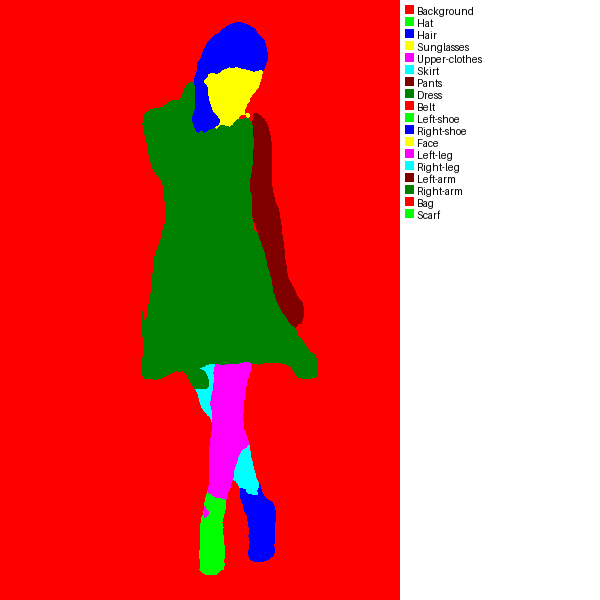 Background
Hat
Hair
Sunglasses
Upper-clothes
Skirt
Pants
Dress
Belt
Left-shoe
Right-shoe
Face
Left-leg
Right-leg
Left-arm
Right-arm
Bag
Scarf